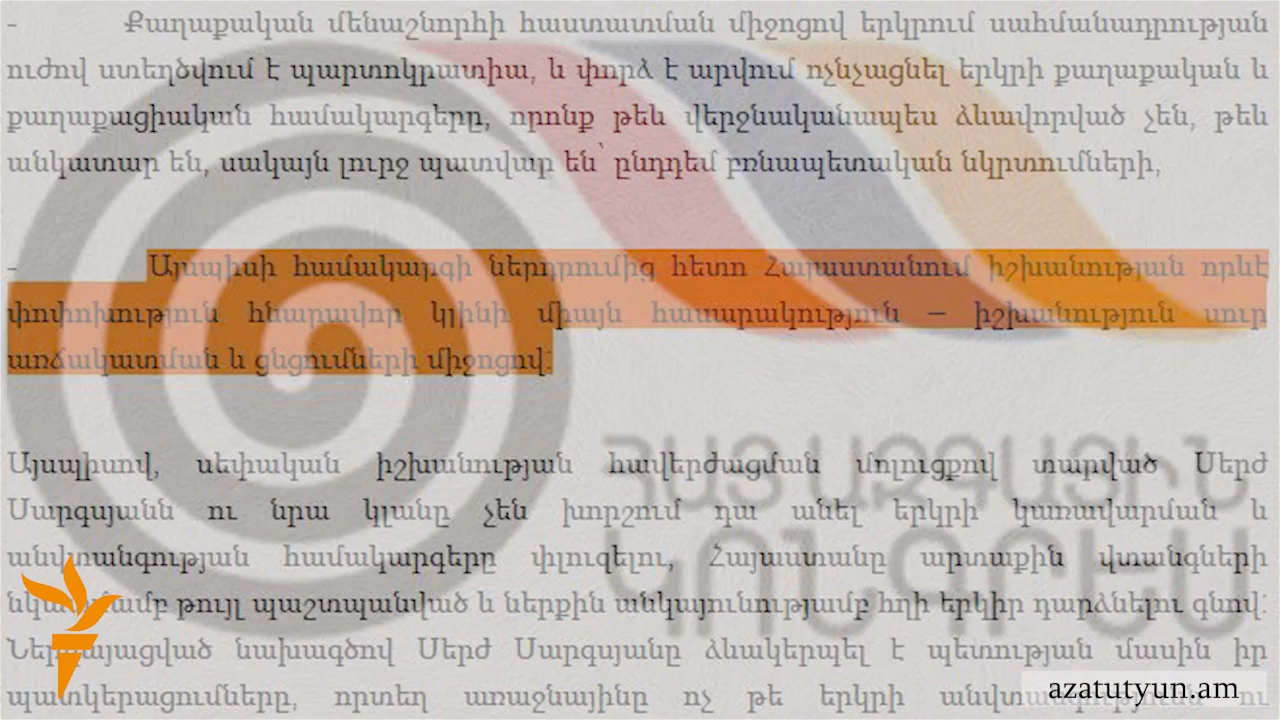 - Քաղաքական մենաշնորհի հաստատման միջոցով երկրում սահմանադրության
ուժով ստեղծվում է պարտոկրատիա, և փորձ է արվում ոչնչացնել երկրի քաղաքական և
քաղաքացիական համակարգերը, որոնք թեև վերջնականապես ձևավորված չեն, թեև
անկատար են, սակայն լուրջ պատվար են՝ ընդդեմ բռնապետական նկրտումների,
- Այսպիսի համակարգի ներդրումից հետո Հայաստանում իշխանության որևէ
փոփոխություն հնարավոր կլինի միայն հասարակություն – իշխանություն սուր
առճակատման և ցնցումների միջոցով:
ՀԱՅ ԱԶԳԱՅԻՆ
ԿՈՆԳՐԵՍ
Այսպիսով, սեփական իշխանության հավերժացման մոլուցքով տարված Սերժ
Սարգսյանն ու նրա կլանը չեն խորշում դա անել երկրի կառավարման և
անվտանգության համակարգերը փլուզելու, Հայաստանը արտաքին վտանգների
նկատմամբ թույլ պաշտպանված և ներքին անկայունությամբ հղի երկիր դարձնելու գնով:
Ներկայացված նախագծով Սերժ Սարգսյանը ձևակերպել է պետության մասին իր
պատկերացումները, որտեղ առաջնայինը ոչ թե երկրի անվտանգությունն ու
azatutyun.am